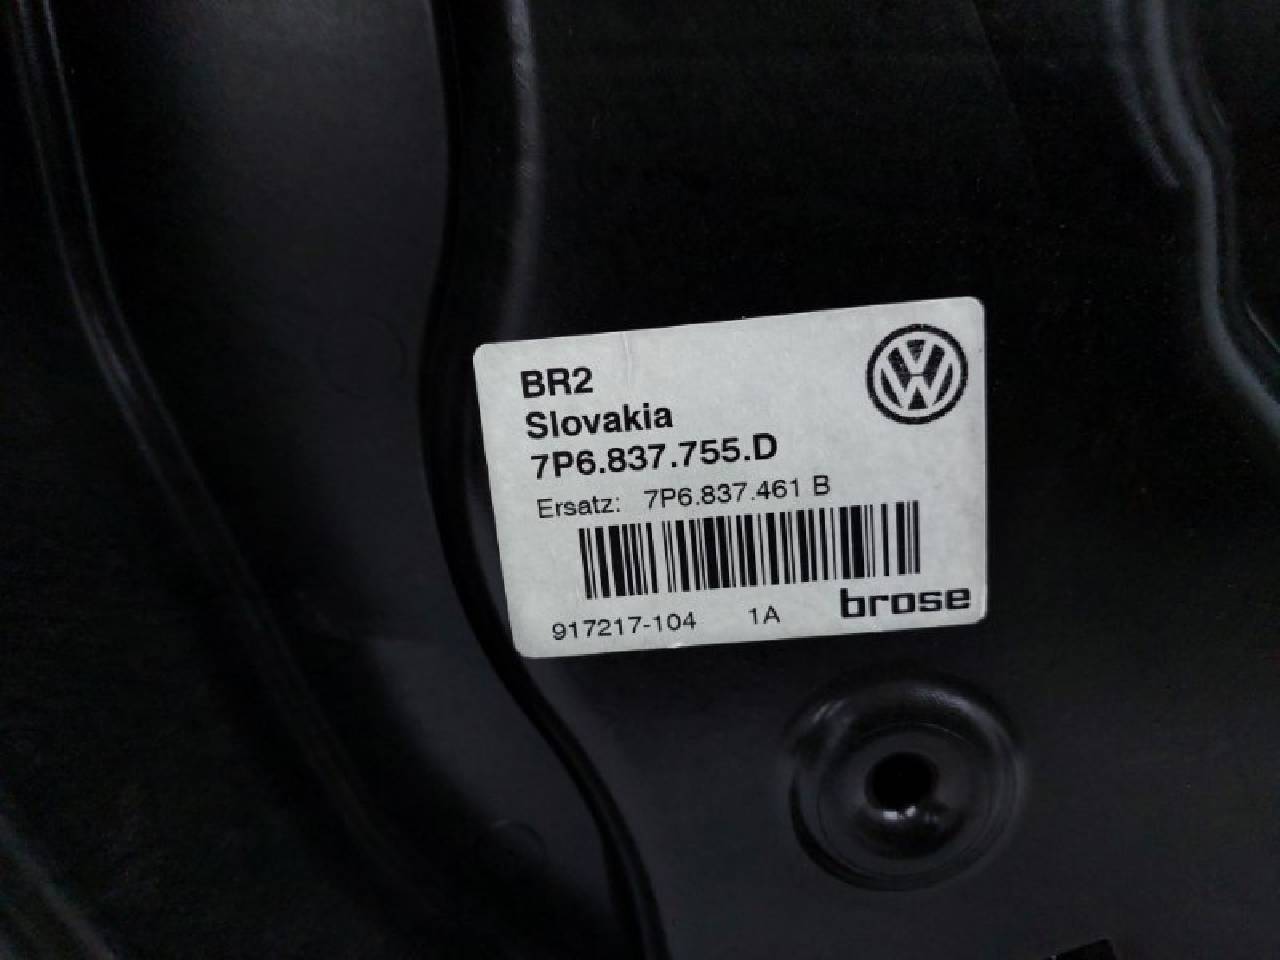 BR2
Slovakia
7P6.837.755.D
Ersatz: 7P6.837.461 B
917217-104 1A brose